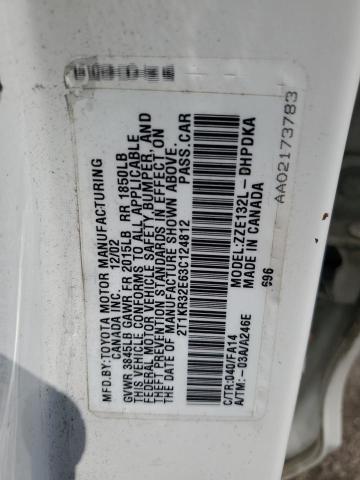 MFD.BY:TOYOTA MOTOR MANUFACTURING
CANADA INC. 12/02
GVWR 3845LB GAWR FR 2015LB RR 1850LB
THIS VEHICLE CONFORMS TO ALL APPLICABLE
FEDERAL MOTOR VEHICLE SAFETY, BUMPER, AND
THEFT PREVENTION STANDARDS IN EFFECT ON
THE DATE OF MANUFACTURE SHOWN ABOVE.
2T1KR32E63C124812 PASS.CAR
C/TR:040/FA14 MODEL:ZZE132L-DHPDKA
A/TM:-03A/A246E MADE IN CANADA
696
AA02173783